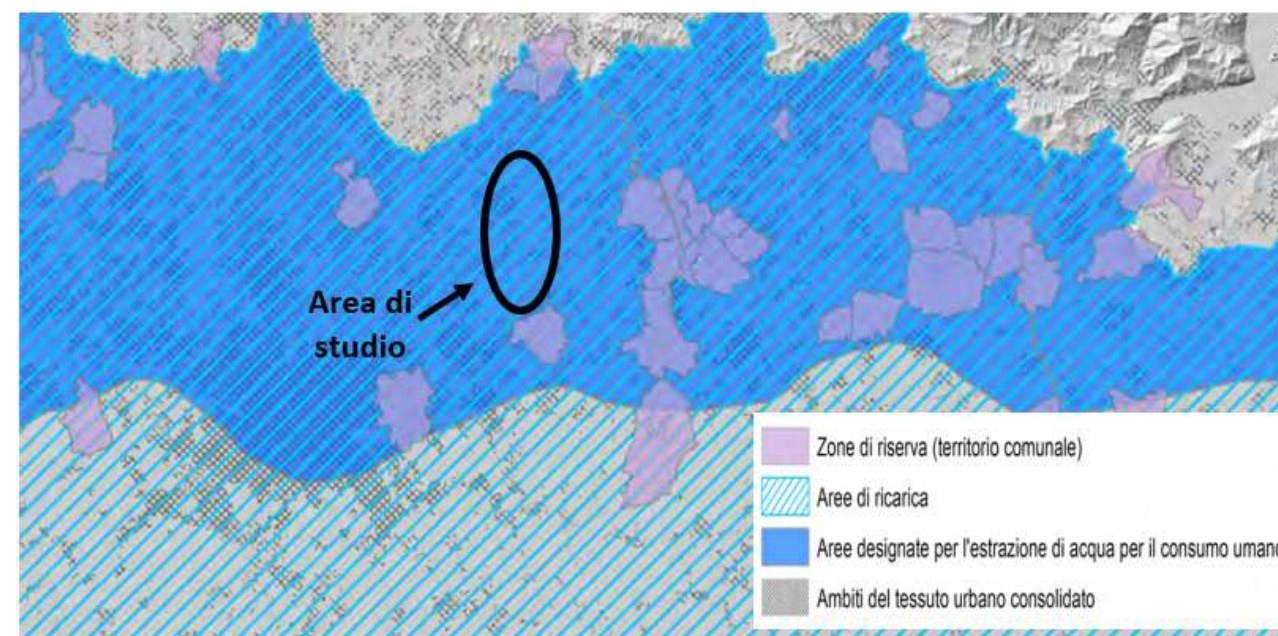 Area di
studio
Zone di riserva (territorio comunale)
Aree di ricarica
Aree designate per l'estrazione di acqua per il consumo umano
Ambiti del tessuto urbano consolidato